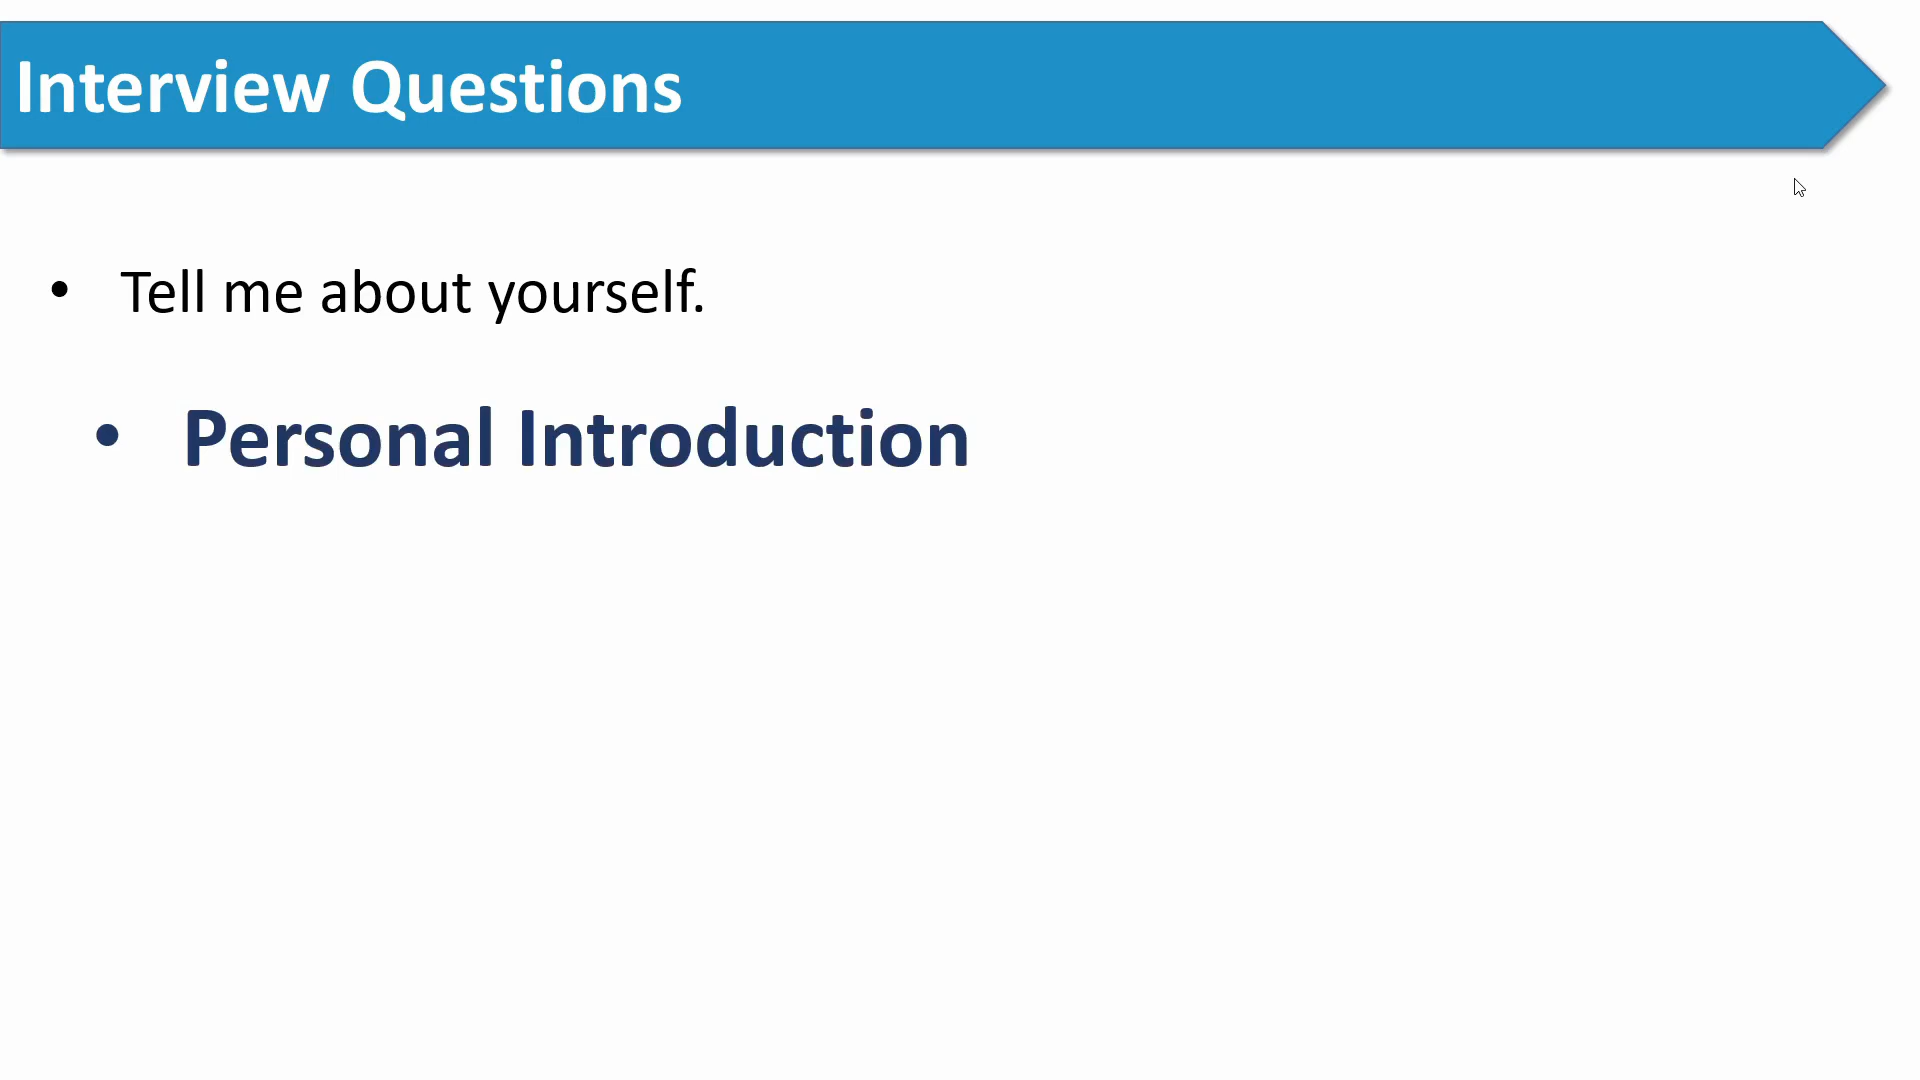 Interview Questions
• Tell me about yourself.
• Personal Introduction